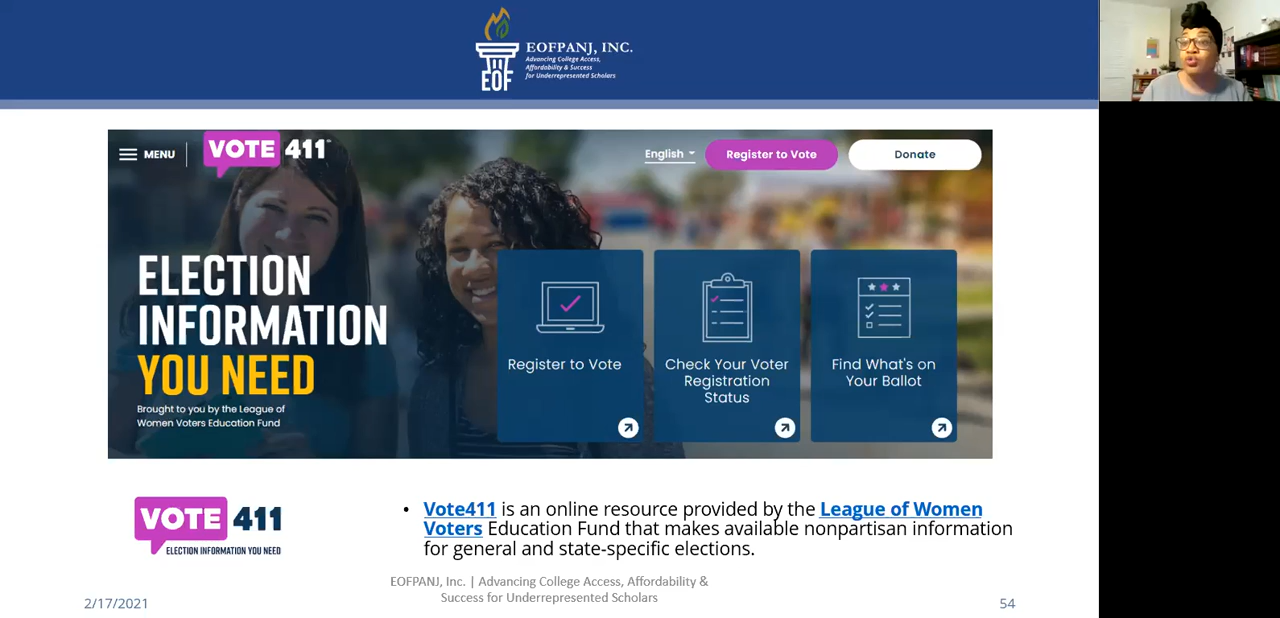 EOFPANJ, INC.
Advancing College Access,
Affordability & Success
for Underrepresented Scholars
EOF
MENU
VOTE 411
English
Register to Vote
Donate
ELECTION
INFORMATION
YOU NEED
Brought to you by the League of
Women Voters Education Fund
Register to Vote
Check Your Voter
Registration
Status
Find What's on
Your Ballot
VOTE 411
ELECTION INFORMATION YOU NEED
• Vote411 is an online resource provided by the League of Women
Voters Education Fund that makes available nonpartisan information
for general and state-specific elections.
EOFPANJ, Inc. | Advancing College Access, Affordability &
Success for Underrepresented Scholars
2/17/2021
54